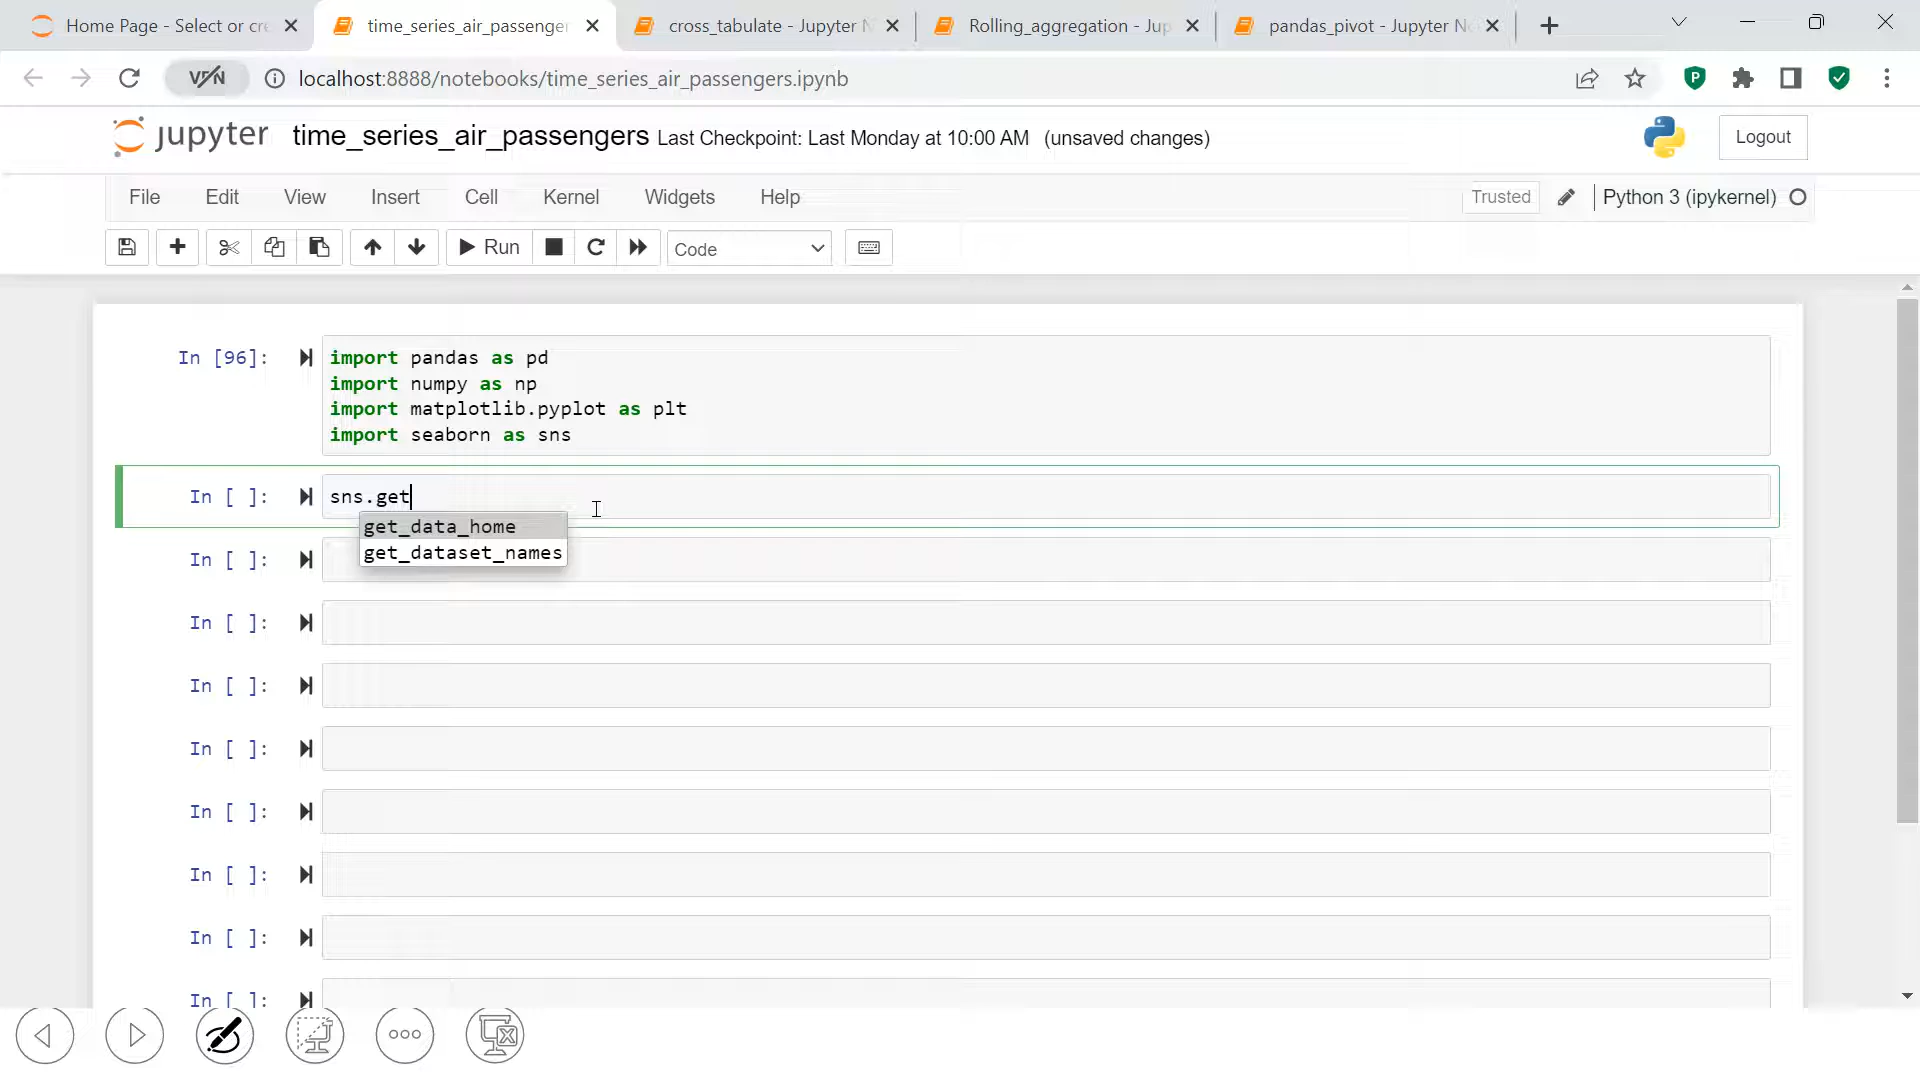 Home Page - Select or cre
time_series_air_passenger
cross_tabulate - Jupyter N
Rolling_aggregation - Jup
pandas_pivot - Jupyter No
VPN
localhost:8888/notebooks/time_series_air_passengers.ipynb
jupyter time_series_air_passengers Last Checkpoint: Last Monday at 10:00 AM (unsaved changes)
Logout
File Edit View Insert Cell Kernel Widgets Help
Trusted
Python 3 (ipykernel)
Run
Code
In [96]:
import pandas as pd
import numpy as np
import matplotlib.pyplot as plt
import seaborn as sns
In [ ]: sns.get
get_data_home
get_dataset_names
In [ ]:
In [ ]:
In [ ]:
In [ ]:
In [ ]:
In [ ]:
In [ ]:
In [ ]: